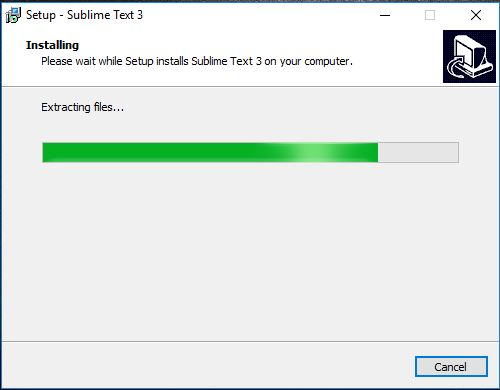 Setup - Sublime Text 3
Installing
Please wait while Setup installs Sublime Text 3 on your computer.
Extracting files...
Cancel